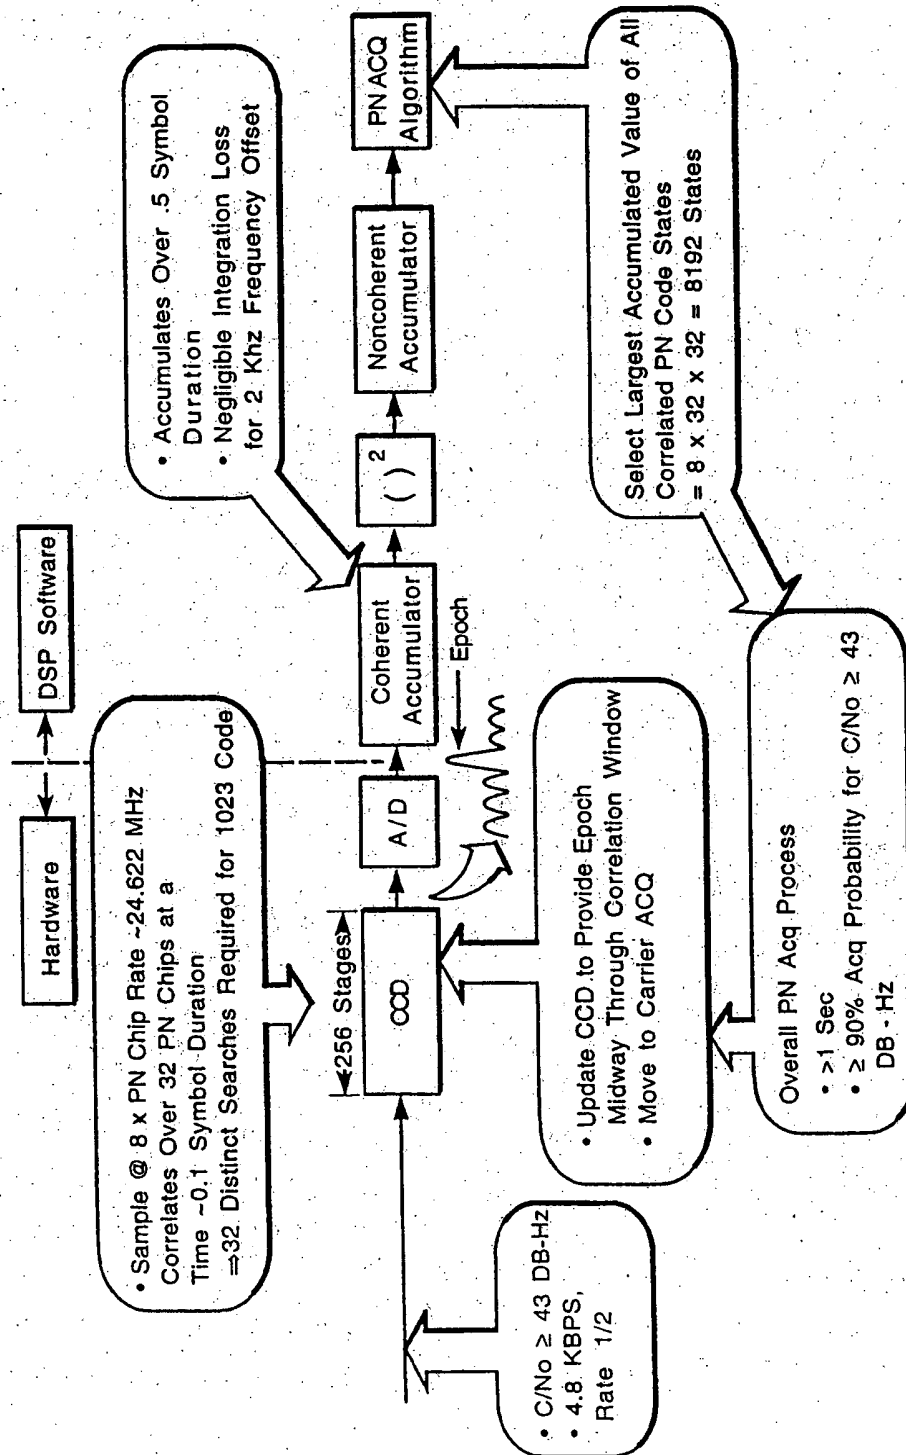 Hardware
DSP Software
• Sample @ 8 x PN Chip Rate ~24.622 MHz
Correlates Over 32 PN Chips at a
Time ~0.1 Symbol Duration
⇒32 Distinct Searches Required for 1023 Code
• Accumulates Over .5 Symbol
Duration
• Negligible Integration Loss
for 2 Khz Frequency Offset
256 Stages
CCD
A/D
Coherent
Accumulator
( )²
Noncoherent
Accumulator
PN ACQ
Algorithm
Epoch
• C/No ≥ 43 DB-Hz
• 4.8 KBPS,
Rate 1/2
• Update CCD to Provide Epoch
Midway Through Correlation Window
• Move to Carrier ACQ
Select Largest Accumulated Value of All
Correlated PN Code States
= 8 x 32 x 32 = 8192 States
Overall PN Acq Process
• >1 Sec
• ≥ 90% Acq Probability for C/No ≥ 43
DB - Hz